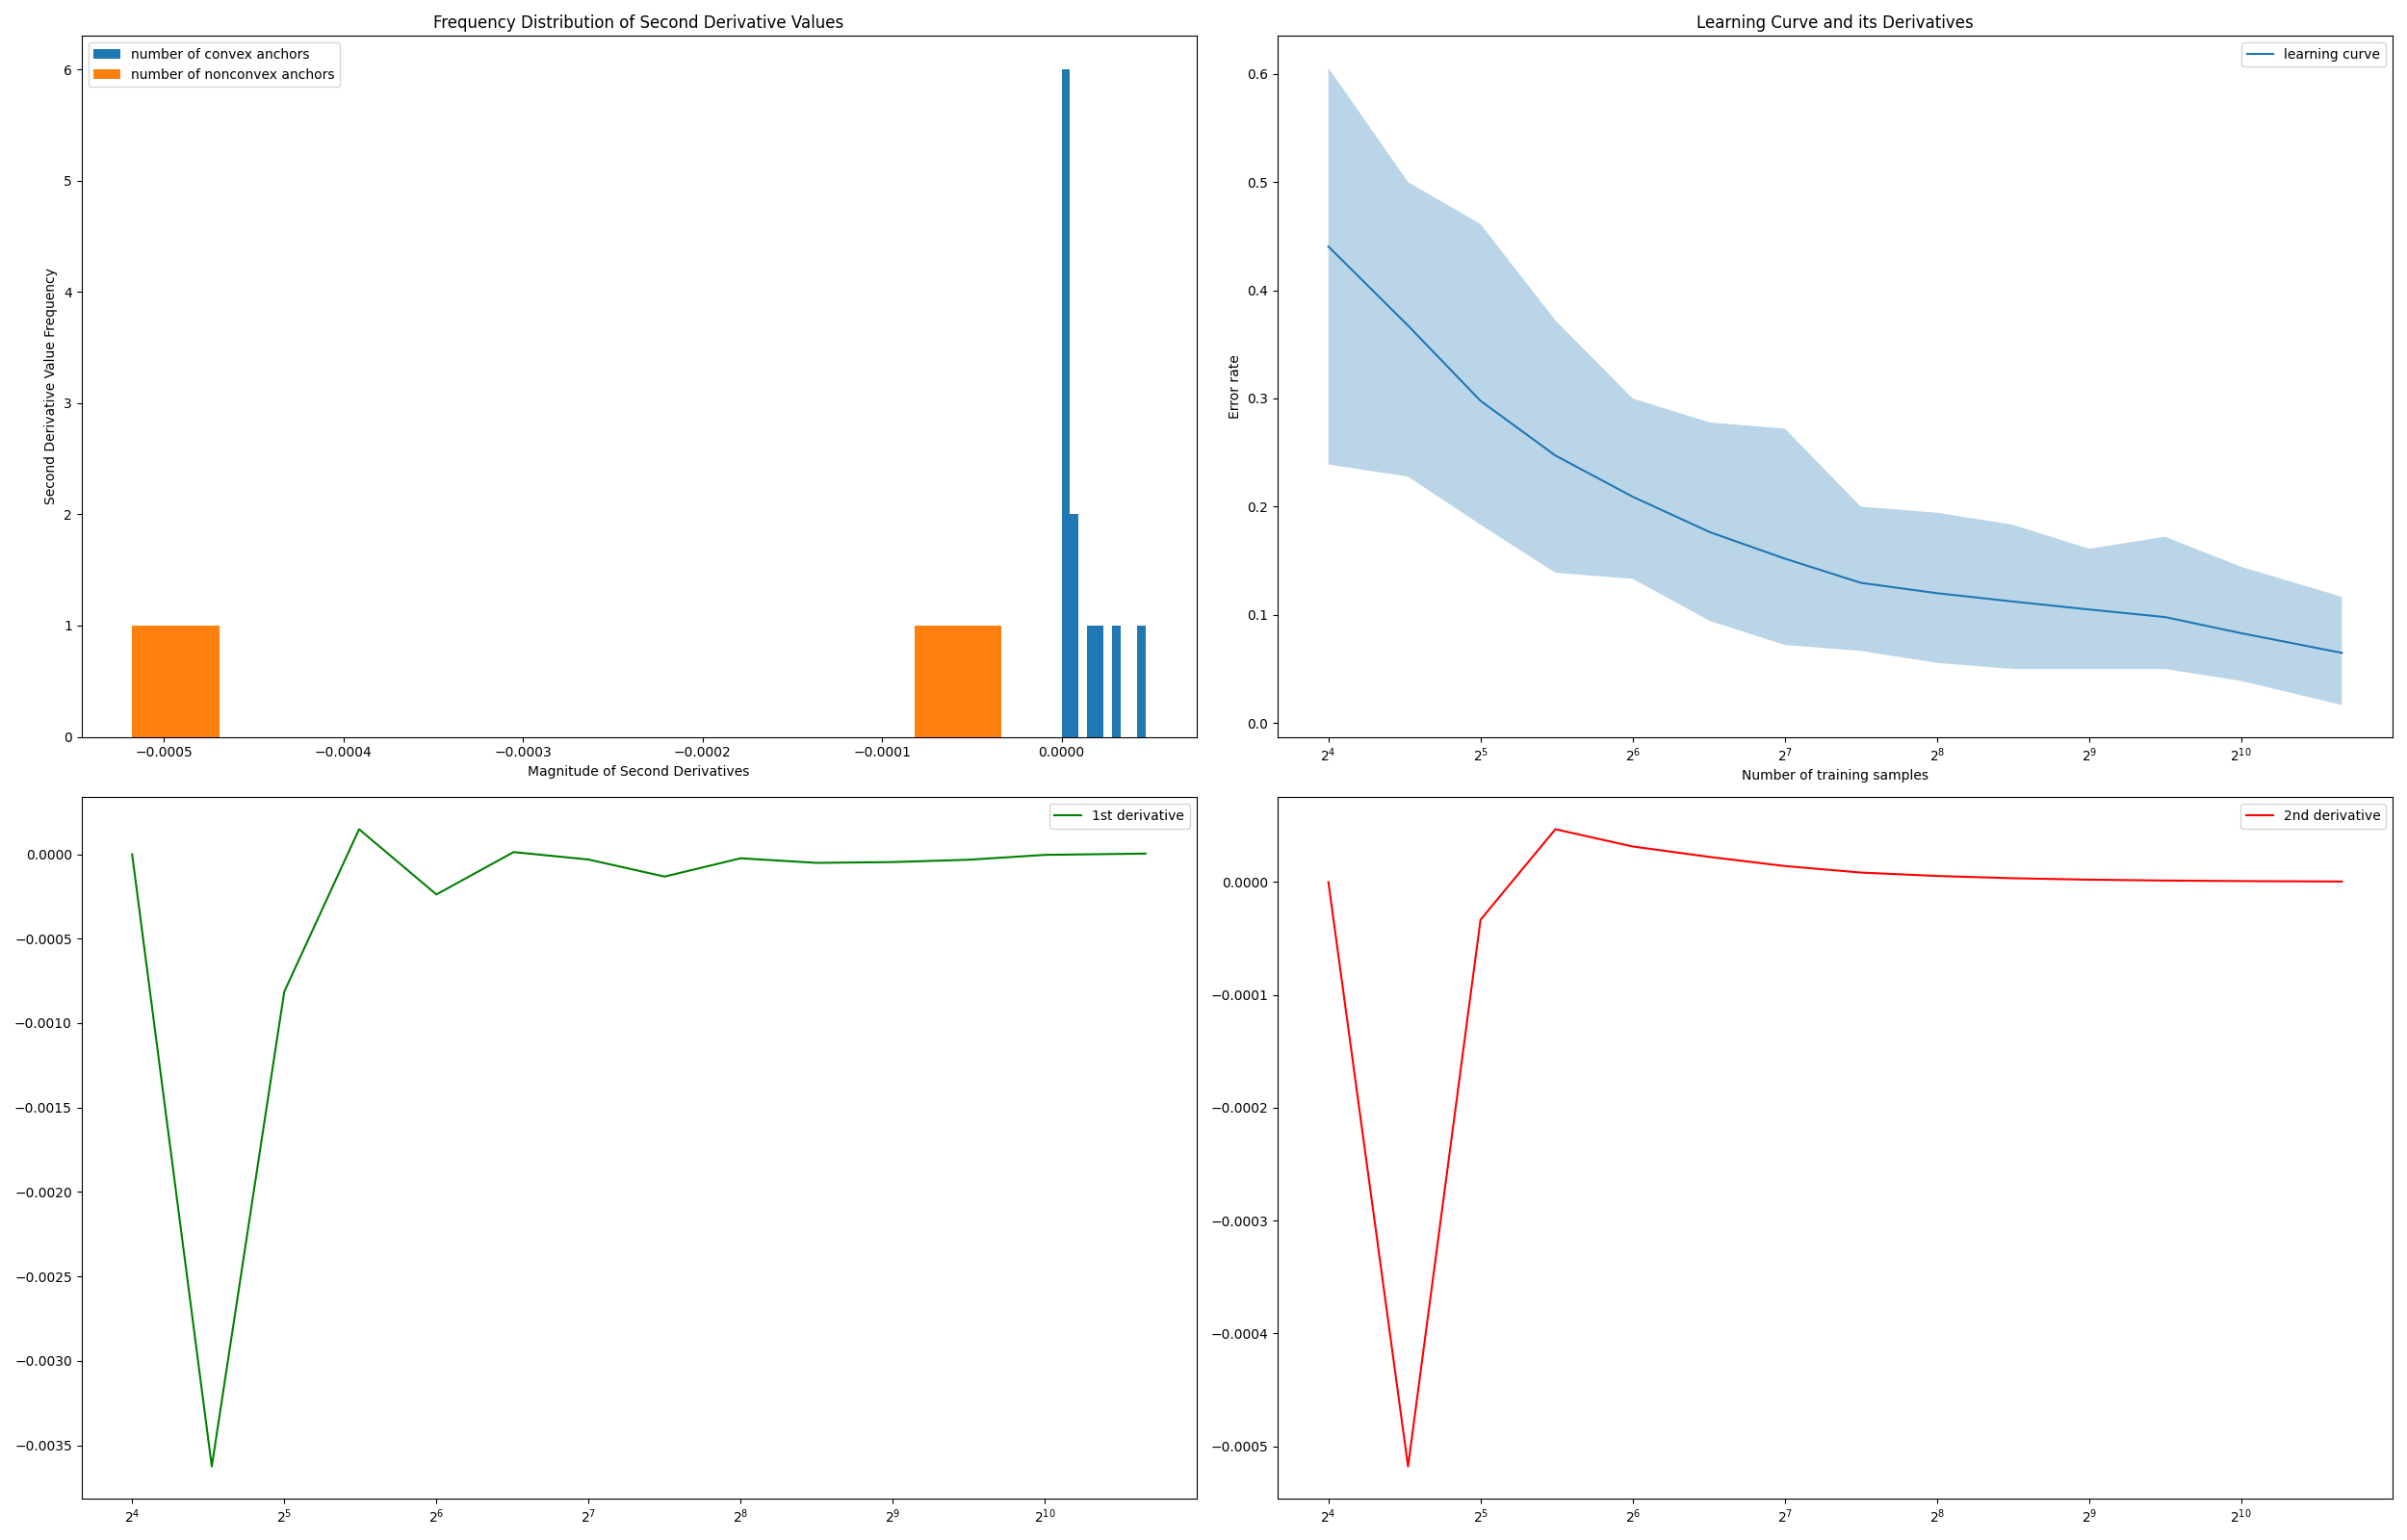 Frequency Distribution of Second Derivative Values
number of convex anchors
number of nonconvex anchors
Second Derivative Value Frequency
6
5
4
3
2
1
0
−0.0005 −0.0004 −0.0003 −0.0002 −0.0001 0.0000
Magnitude of Second Derivatives
Learning Curve and its Derivatives
learning curve
Error rate
0.6
0.5
0.4
0.3
0.2
0.1
0.0
2^4 2^5 2^6 2^7 2^8 2^9 2^10
Number of training samples
1st derivative
0.0000
−0.0005
−0.0010
−0.0015
−0.0020
−0.0025
−0.0030
−0.0035
2^4 2^5 2^6 2^7 2^8 2^9 2^10
2nd derivative
0.0000
−0.0001
−0.0002
−0.0003
−0.0004
−0.0005
2^4 2^5 2^6 2^7 2^8 2^9 2^10